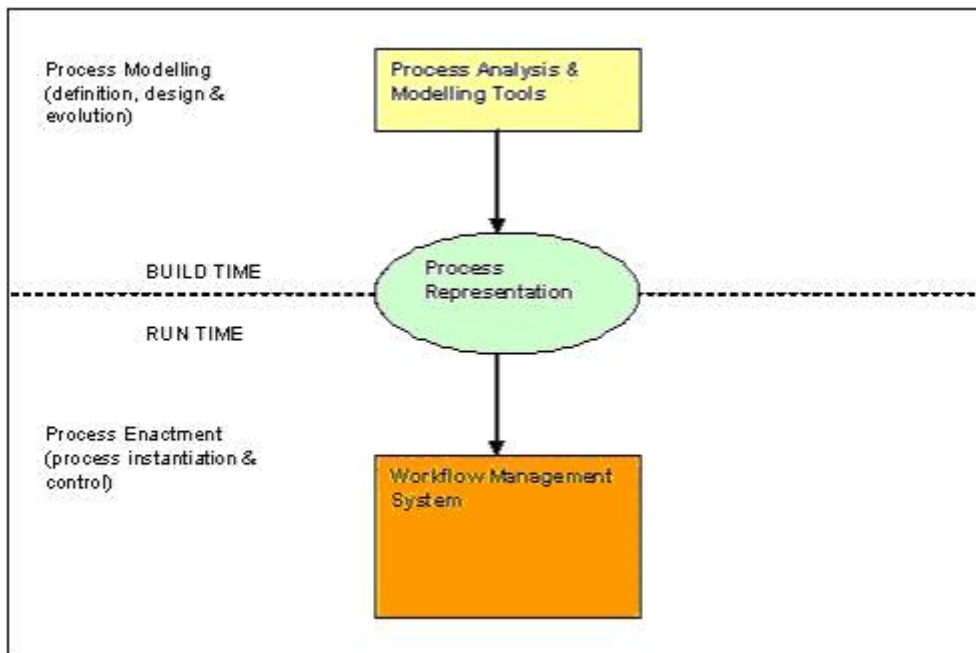 Process Modelling
(definition, design &
evolution)
Process Analysis &
Modelling Tools
BUILD TIME
Process
Representation
RUN TIME
Process Enactment
(process instantiation &
control)
Workflow Management
System